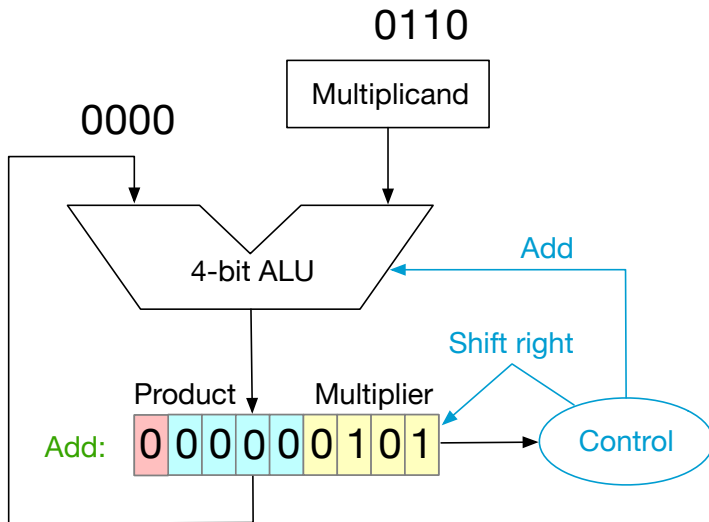 0110
Multiplicand
0000
4-bit ALU
Add
Shift right
Product Multiplier
Add: 0 0 0 0 0 0 1 0 1
Control